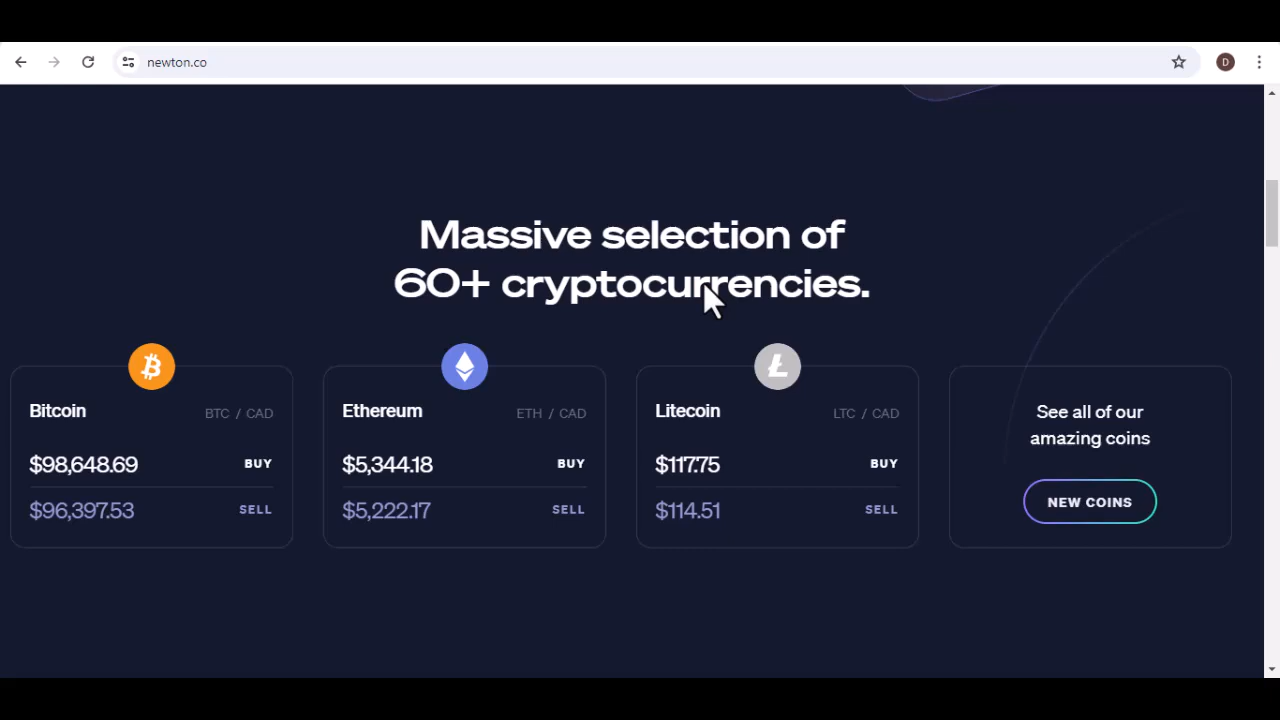 newton.co
D
Massive selection of
60+ cryptocurrencies.
Bitcoin BTC / CAD
$98,648.69 BUY
$96,397.53 SELL
Ethereum ETH / CAD
$5,344.18 BUY
$5,222.17 SELL
Litecoin LTC / CAD
$117.75 BUY
$114.51 SELL
See all of our
amazing coins
NEW COINS